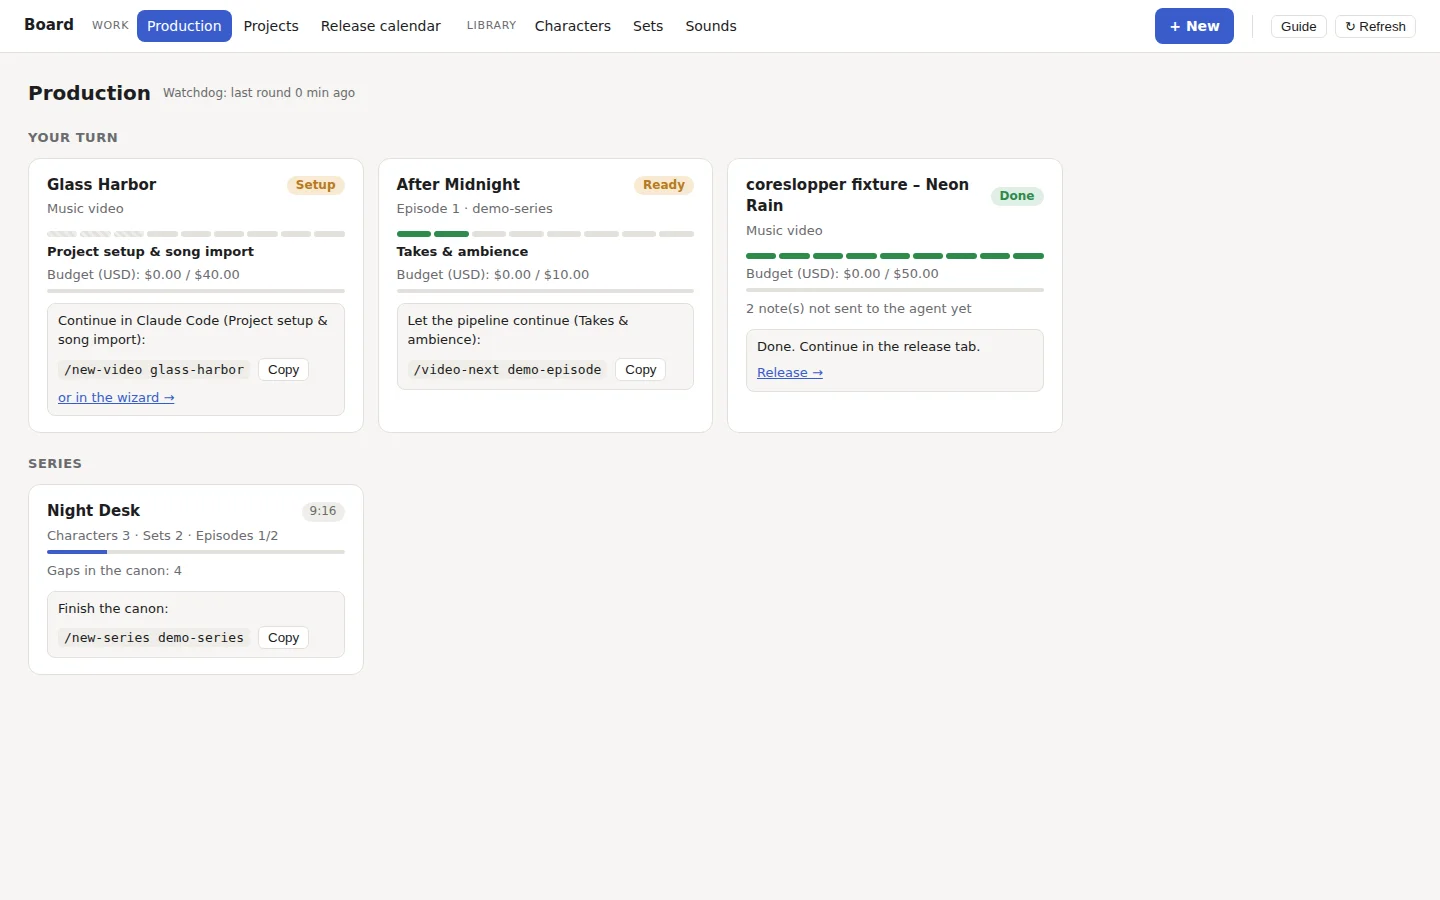 Board WORK Production Projects Release calendar LIBRARY Characters Sets Sounds + New Guide ↻ Refresh
Production Watchdog: last round 0 min ago
YOUR TURN
Glass Harbor Setup
Music video
Project setup & song import
Budget (USD): $0.00 / $40.00
Continue in Claude Code (Project setup &
song import):
/new-video glass-harbor Copy
or in the wizard →
After Midnight Ready
Episode 1 · demo-series
Takes & ambience
Budget (USD): $0.00 / $10.00
Let the pipeline continue (Takes &
ambience):
/video-next demo-episode Copy
coreslopper fixture – Neon
Rain Done
Music video
Budget (USD): $0.00 / $50.00
2 note(s) not sent to the agent yet
Done. Continue in the release tab.
Release →
SERIES
Night Desk 9:16
Characters 3 · Sets 2 · Episodes 1/2
Gaps in the canon: 4
Finish the canon:
/new-series demo-series Copy